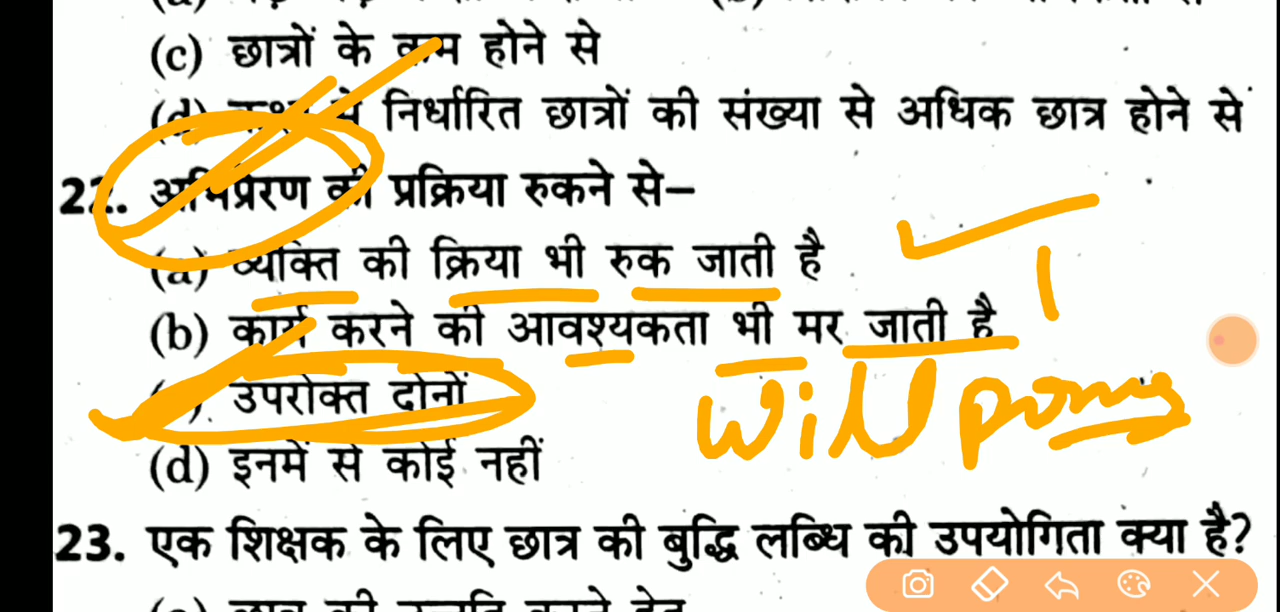 (c) छात्रों के कम होने से
(d) कक्षा में निर्धारित छात्रों की संख्या से अधिक छात्र होने से
22. अभिप्रेरण की प्रक्रिया रुकने से–
(a) व्यक्ति की क्रिया भी रुक जाती है
(b) कार्य करने की आवश्यकता भी मर जाती है
उपरोक्त दोनों
will
(d) इनमें से कोई नहीं
23. एक शिक्षक के लिए छात्र की बुद्धि लब्धि की उपयोगिता क्या है?